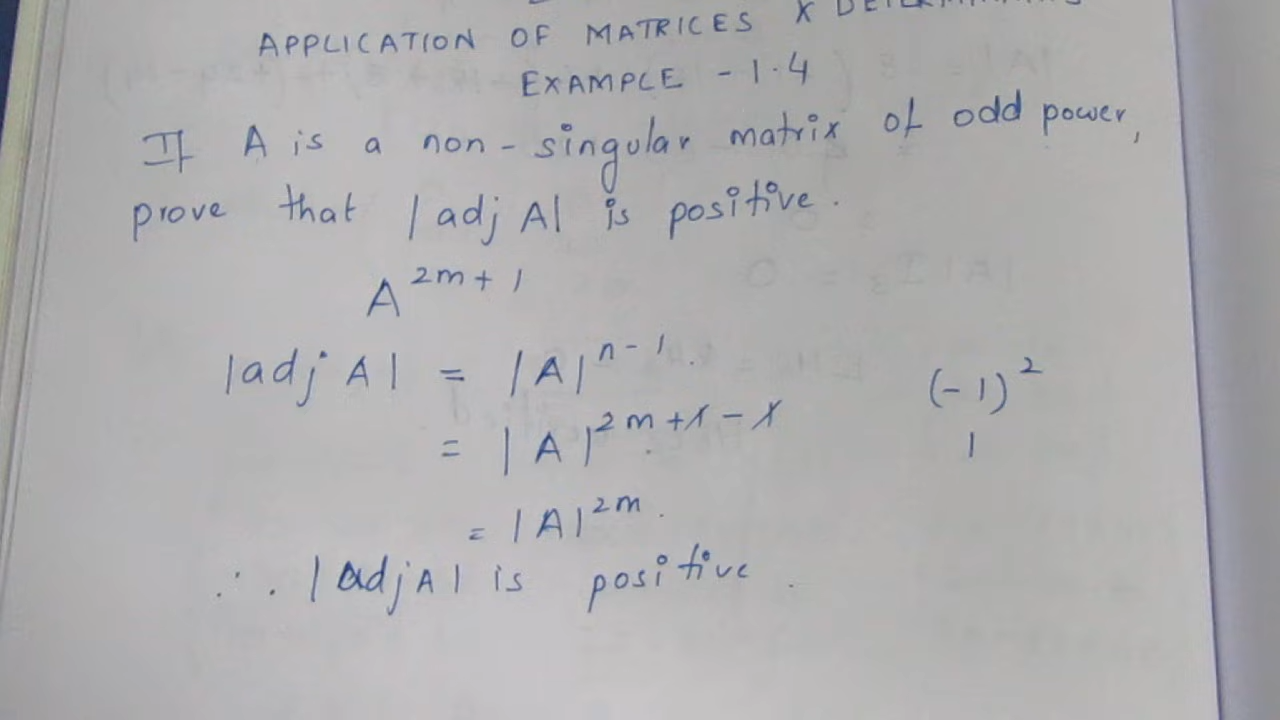 APPLICATION OF MATRICES &
EXAMPLE - 1.4
If A is a non-singular matrix of odd power,
prove that |adj A| is positive.
A^{2m+1}
|adj A| = |A|^{n-1}.
(-1)^2
= |A|^{2m+1-1}
1
= |A|^{2m}.
∴ |adj A| is positive.